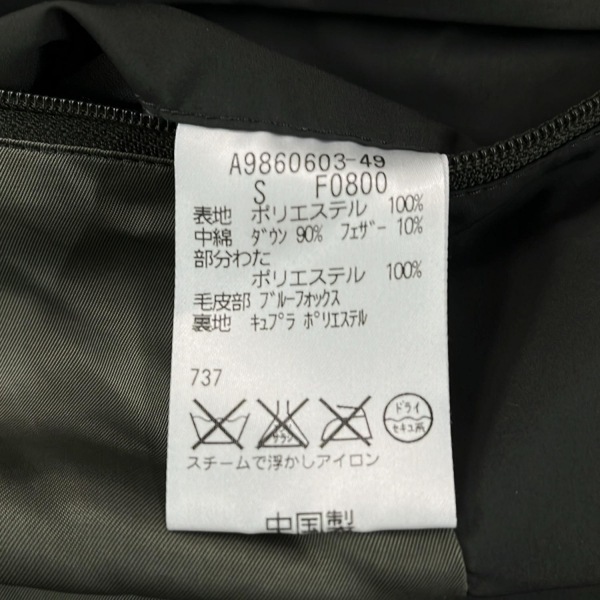 A9860603-49
S F0800
表地 ポリエステル 100%
中綿 ダウン 90% フェザー 10%
部分わた
ポリエステル 100%
毛皮部 ブルーフォックス
裏地 キュプラ ポリエステル
737
サラシ
ドライ
セキユ系
スチームで浮かしアイロン
中国製